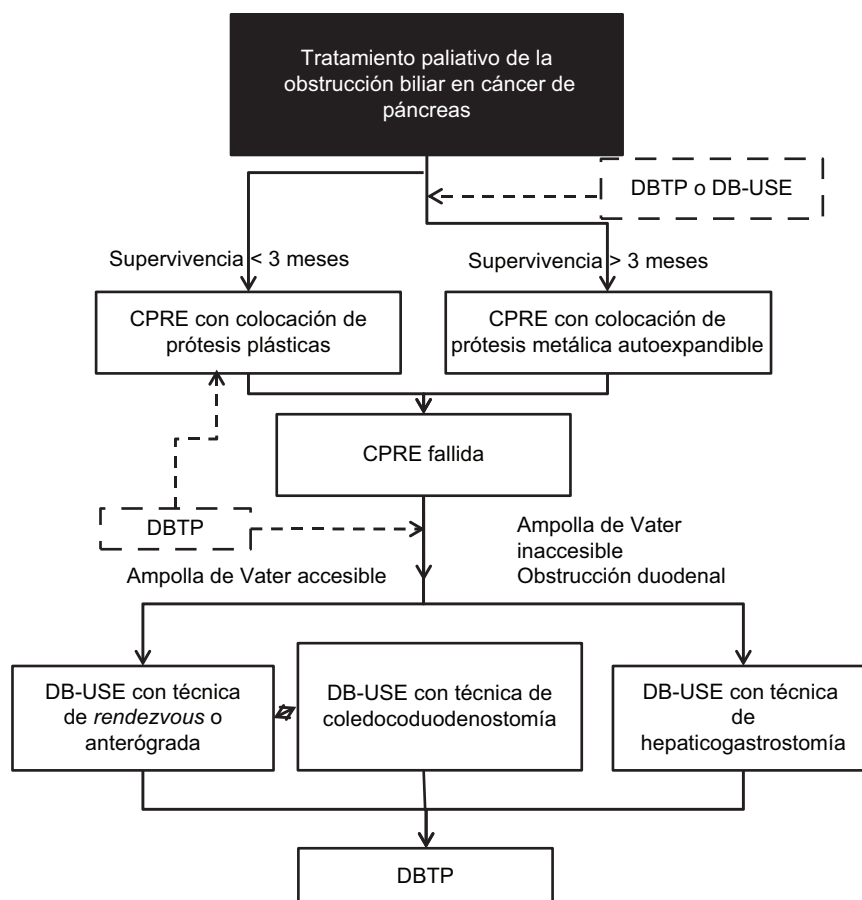 Tratamiento paliativo de la
obstrucción biliar en cáncer de
páncreas
DBTP o DB-USE
Supervivencia < 3 meses
Supervivencia > 3 meses
CPRE con colocación de
prótesis plásticas
CPRE con colocación de
prótesis metálica autoexpandible
CPRE fallida
DBTP
Ampolla de Vater accesible
Ampolla de Vater
inaccesible
Obstrucción duodenal
DB-USE con técnica
de rendezvous o
anterógrada
DB-USE con técnica de
coledocoduodenostomía
DB-USE con técnica
de
hepaticogastrostomía
DBTP